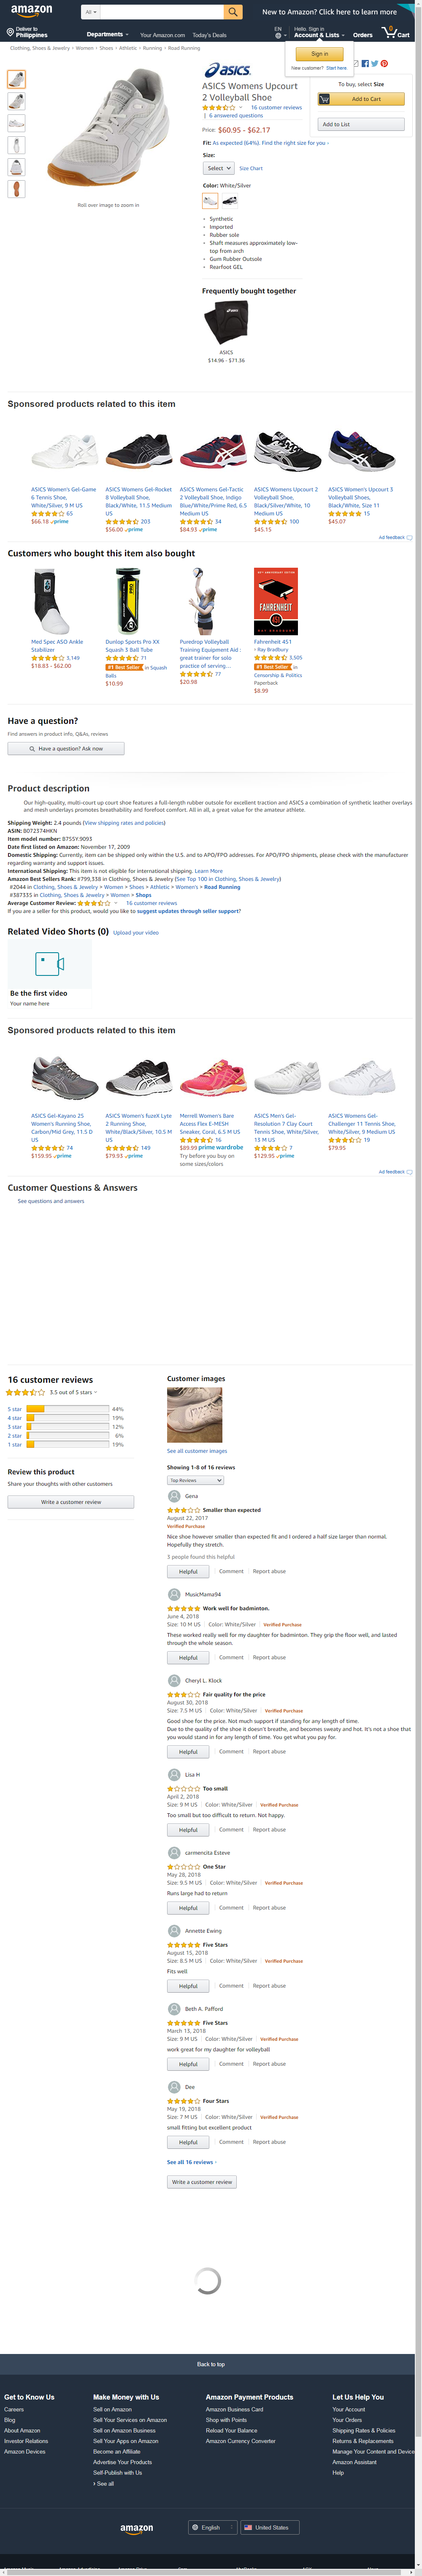 amazon
All
New to Amazon? Click here to learn more
Deliver to
Philippines
Departments
Your Amazon.com
Today's Deals
EN
Hello. Sign in
Account & Lists
Orders
0
Cart
Clothing, Shoes & Jewelry › Women › Shoes › Athletic › Running › Road Running
Sign in
New customer? Start here.
asics
ASICS Womens Upcourt
2 Volleyball Shoe
16 customer reviews
| 6 answered questions
Price: $60.95 - $62.17
Fit: As expected (64%). Find the right size for you ›
Size:
Select
Size Chart
Color: White/Silver
Synthetic
Imported
Rubber sole
Shaft measures approximately low-
top from arch
Gum Rubber Outsole
Rearfoot GEL
To buy, select Size
Add to Cart
Add to List
Roll over image to zoom in
Frequently bought together
ASICS
$14.96 - $71.36
Sponsored products related to this item
ASICS Women's Gel-Game
6 Tennis Shoe,
White/Silver, 9 M US
65
$66.18 prime
ASICS Womens Gel-Rocket
8 Volleyball Shoe,
Black/White, 11.5 Medium
US
203
$56.00 prime
ASICS Womens Gel-Tactic
2 Volleyball Shoe, Indigo
Blue/White/Prime Red, 6.5
Medium US
34
$84.93 prime
ASICS Womens Upcourt 2
Volleyball Shoe,
Black/Silver/White, 10
Medium US
100
$45.15
ASICS Women's Upcourt 3
Volleyball Shoes,
Black/White, Size 11
15
$45.07
Ad feedback
Customers who bought this item also bought
Med Spec ASO Ankle
Stabilizer
3,149
$18.83 - $62.00
Dunlop Sports Pro XX
Squash 3 Ball Tube
71
#1 Best Seller in Squash
Balls
$10.99
Puredrop Volleyball
Training Equipment Aid :
great trainer for solo
practice of serving…
77
$20.98
FAHRENHEIT
451
RAY BRADBURY
Fahrenheit 451
› Ray Bradbury
3,505
#1 Best Seller in
Censorship & Politics
Paperback
$8.99
Have a question?
Find answers in product info, Q&As, reviews
Have a question? Ask now
Product description
Our high-quality, multi-court up court shoe features a full-length rubber outsole for excellent traction and ASICS a combination of synthetic leather overlays
and mesh underlays promotes breathability and forefoot comfort. All in all, a great value for the amateur athlete.
Shipping Weight: 2.4 pounds (View shipping rates and policies)
ASIN: B072374HKN
Item model number: B755Y.9093
Date first listed on Amazon: November 17, 2009
Domestic Shipping: Currently, item can be shipped only within the U.S. and to APO/FPO addresses. For APO/FPO shipments, please check with the manufacturer
regarding warranty and support issues.
International Shipping: This item is not eligible for international shipping. Learn More
Amazon Best Sellers Rank: #799,338 in Clothing, Shoes & Jewelry (See Top 100 in Clothing, Shoes & Jewelry)
#2044 in Clothing, Shoes & Jewelry > Women > Shoes > Athletic > Women's > Road Running
#387335 in Clothing, Shoes & Jewelry > Women > Shops
Average Customer Review: 16 customer reviews
If you are a seller for this product, would you like to suggest updates through seller support?
Related Video Shorts (0) Upload your video
Be the first video
Your name here
Sponsored products related to this item
ASICS Gel-Kayano 25
Women's Running Shoe,
Carbon/Mid Grey, 11.5 D
US
74
$159.95 prime
ASICS Women's fuzeX Lyte
2 Running Shoe,
White/Black/Silver, 10.5 M
US
149
$79.93 prime
Merrell Women's Bare
Access Flex E-MESH
Sneaker, Coral, 6.5 M US
16
$89.99 prime wardrobe
Try before you buy on
some sizes/colors
ASICS Men's Gel-
Resolution 7 Clay Court
Tennis Shoe, White/Silver,
13 M US
7
$129.95 prime
ASICS Womens Gel-
Challenger 11 Tennis Shoe,
White/Silver, 9 Medium US
19
$79.95
Ad feedback
Customer Questions & Answers
See questions and answers
16 customer reviews
3.5 out of 5 stars
5 star 44%
4 star 19%
3 star 12%
2 star 6%
1 star 19%
Review this product
Share your thoughts with other customers
Write a customer review
Customer images
See all customer images
Showing 1-8 of 16 reviews
Top Reviews
Gena
Smaller than expected
August 22, 2017
Verified Purchase
Nice shoe however smaller than expected fit and I ordered a half size larger than normal.
Hopefully they stretch.
3 people found this helpful
Helpful Comment Report abuse
MusicMama94
Work well for badminton.
June 4, 2018
Size: 10 M US Color: White/Silver Verified Purchase
These worked really well for my daughter for badminton. They grip the floor well, and lasted
through the whole season.
Helpful Comment Report abuse
Cheryl L. Klock
Fair quality for the price
August 30, 2018
Size: 7.5 M US Color: White/Silver Verified Purchase
Good shoe for the price. Not much support if standing for any length of time.
Due to the quality of the shoe it doesn't breathe, and becomes sweaty and hot. It's not a shoe that
you would stand in for any length of time. You get what you pay for.
Helpful Comment Report abuse
Lisa H
Too small
April 2, 2018
Size: 9 M US Color: White/Silver Verified Purchase
Too small but too difficult to return. Not happy.
Helpful Comment Report abuse
carmencita Esteve
One Star
May 28, 2018
Size: 9.5 M US Color: White/Silver Verified Purchase
Runs large had to return
Helpful Comment Report abuse
Annette Ewing
Five Stars
August 15, 2018
Size: 8.5 M US Color: White/Silver Verified Purchase
Fits well
Helpful Comment Report abuse
Beth A. Pafford
Five Stars
March 13, 2018
Size: 9 M US Color: White/Silver Verified Purchase
work great for my daughter for volleyball
Helpful Comment Report abuse
Dee
Four Stars
May 19, 2018
Size: 7 M US Color: White/Silver Verified Purchase
small fitting but excellent product
Helpful Comment Report abuse
See all 16 reviews ›
Write a customer review
Back to top
Get to Know Us
Careers
Blog
About Amazon
Investor Relations
Amazon Devices
Make Money with Us
Sell on Amazon
Sell Your Services on Amazon
Sell on Amazon Business
Sell Your Apps on Amazon
Become an Affiliate
Advertise Your Products
Self-Publish with Us
› See all
Amazon Payment Products
Amazon Business Card
Shop with Points
Reload Your Balance
Amazon Currency Converter
Let Us Help You
Your Account
Your Orders
Shipping Rates & Policies
Returns & Replacements
Manage Your Content and Device
Amazon Assistant
Help
amazon
English
United States